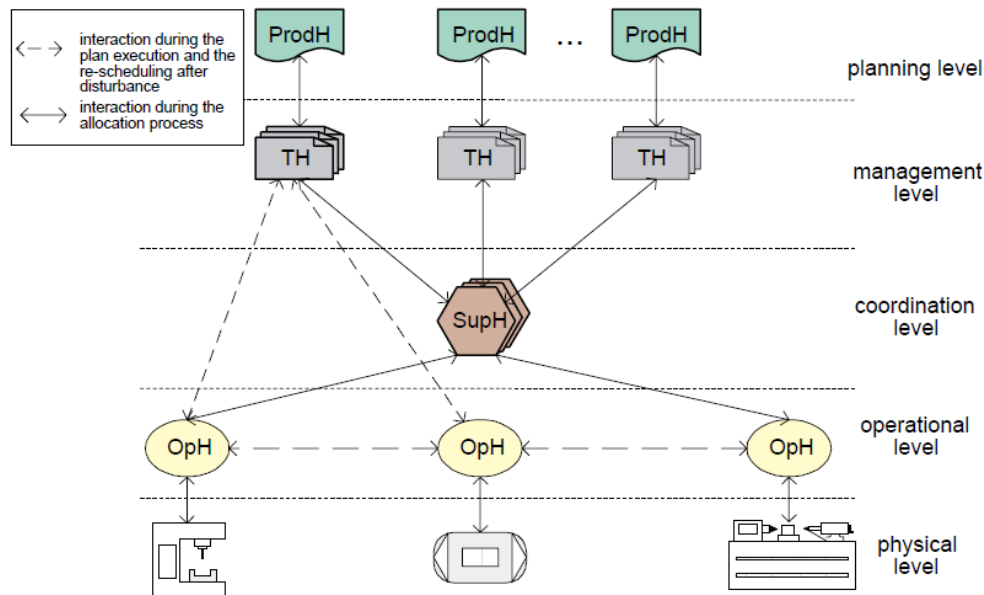 interaction during the
plan execution and the
re-scheduling after
disturbance
interaction during the
allocation process
ProdH
ProdH
...
ProdH
planning level
TH
TH
TH
management
level
SupH
coordination
level
OpH
OpH
OpH
operational
level
physical
level